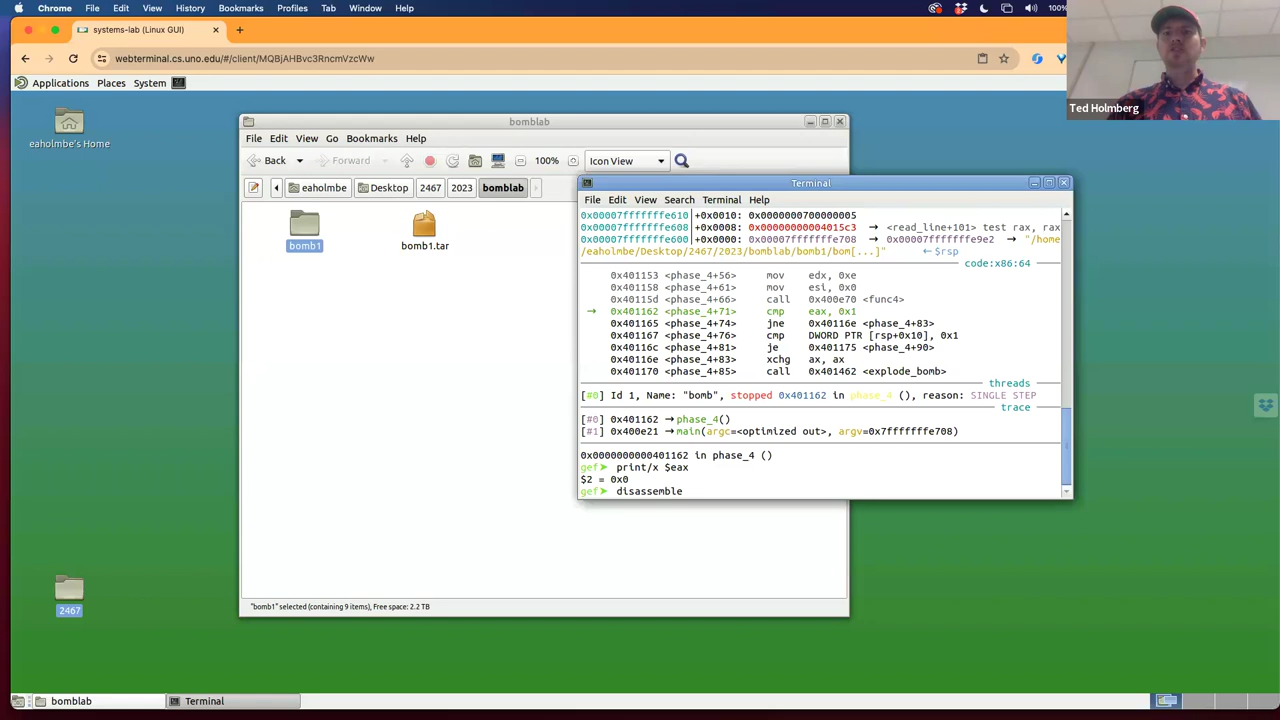 Chrome File Edit View History Bookmarks Profiles Tab Window Help 100%
systems-lab (Linux GUI)
webterminal.cs.uno.edu/#/client/MQBjAHBvc3RncmVzcWw
Applications Places System
Ted Holmberg
eaholmbe's Home
bomblab
File Edit View Go Bookmarks Help
Back Forward 100% Icon View
eaholmbe Desktop 2467 2023 bomblab
bomb1 bomb1.tar
Terminal
File Edit View Search Terminal Help
0x00007fffffffe610│+0x0010: 0x0000000700000005
0x00007fffffffe608│+0x0008: 0x00000000004015c3 → <read_line+101> test rax, rax
0x00007fffffffe600│+0x0000: 0x00007fffffffe708 → 0x00007fffffffe9e2 → "/home
/eaholmbe/Desktop/2467/2023/bomblab/bomb1/bom[...]" ← $rsp
code:x86:64
0x401153 <phase_4+56> mov edx, 0xe
0x401158 <phase_4+61> mov esi, 0x0
0x40115d <phase_4+66> call 0x400e70 <func4>
→ 0x401162 <phase_4+71> cmp eax, 0x1
0x401165 <phase_4+74> jne 0x40116e <phase_4+83>
0x401167 <phase_4+76> cmp DWORD PTR [rsp+0x10], 0x1
0x40116c <phase_4+81> je 0x401175 <phase_4+90>
0x40116e <phase_4+83> xchg ax, ax
0x401170 <phase_4+85> call 0x401462 <explode_bomb>
threads
[#0] Id 1, Name: "bomb", stopped 0x401162 in phase_4 (), reason: SINGLE STEP
trace
[#0] 0x401162 → phase_4()
[#1] 0x400e21 → main(argc=<optimized out>, argv=0x7fffffffe708)
0x0000000000401162 in phase_4 ()
gef➤ print/x $eax
$2 = 0x0
gef➤ disassemble
2467
"bomb1" selected (containing 9 items), Free space: 2.2 TB
bomblab Terminal